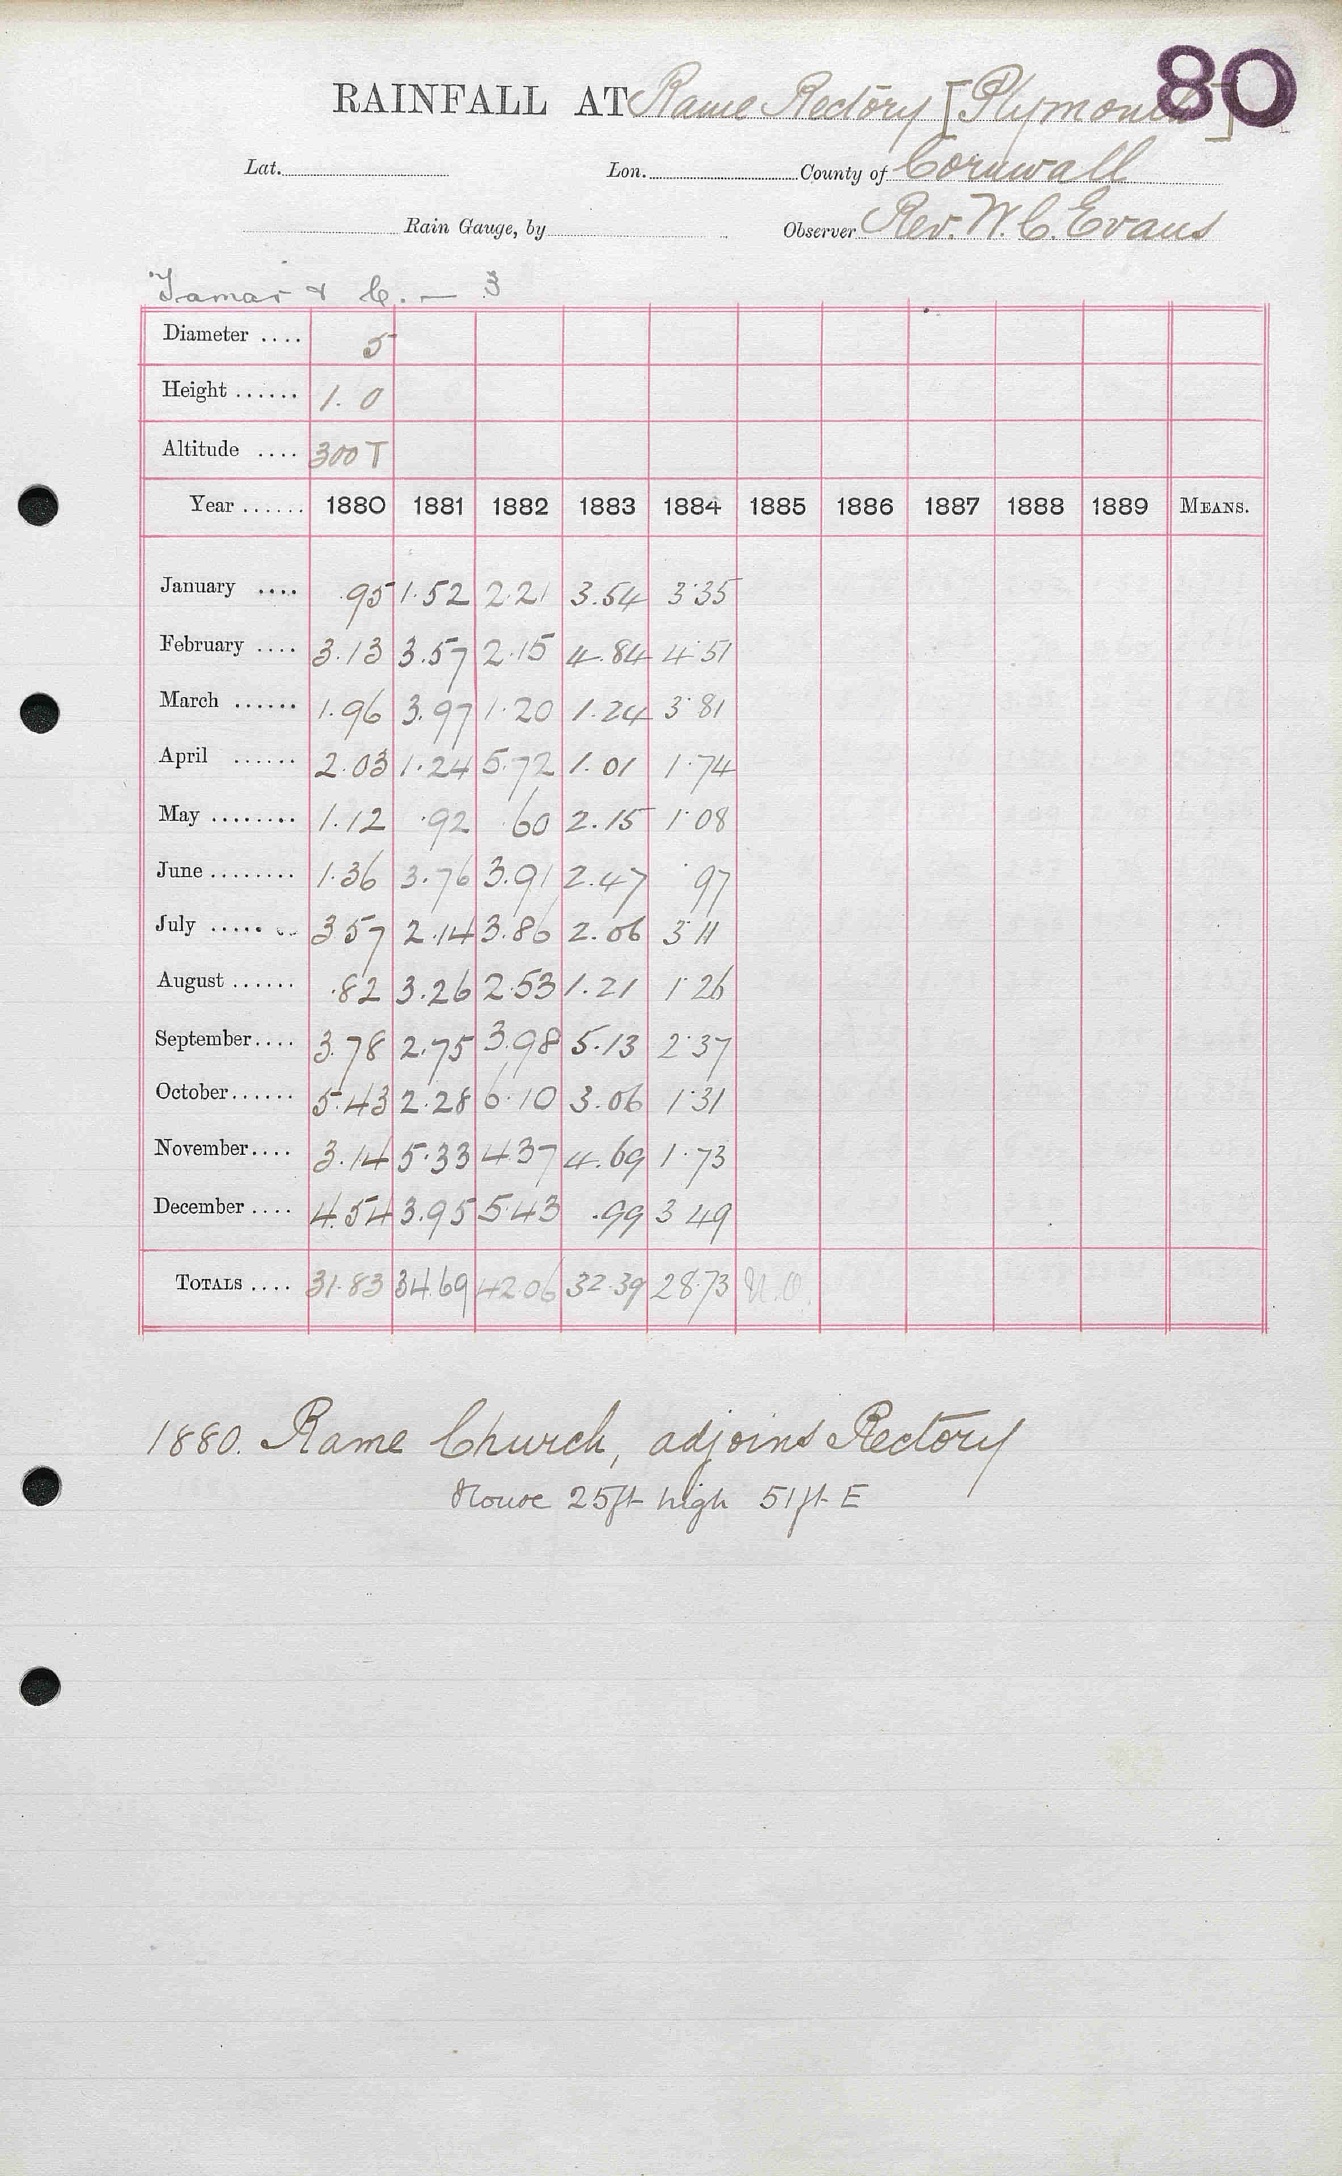 80
RAINFALL AT Rame Rectory [Plymouth]
Lat. Lon. County of Cornwall
Rain Gauge, by Observer Rev. W. C. Evans
Tamar & C. — 3
Diameter .... 5
Height ...... 1. 0
Altitude .... 300 T
Year ...... 1880 1881 1882 1883 1884 1885 1886 1887 1888 1889 MEANS.
January .... .95 1.52 2.21 3.54 3.35
February .... 3.13 3.57 2.15 4.84 4.51
March ...... 1.96 3.97 1.20 1.24 3.81
April ...... 2.03 1.24 5.72 1.01 1.74
May ........ 1.12 .92 .60 2.15 1.08
June ........ 1.36 3.76 3.91 2.47 .97
July ........ 3.57 2.14 3.86 2.06 3.11
August ...... .82 3.26 2.53 1.21 1.26
September .... 3.78 2.75 3.98 5.13 2.37
October ...... 5.43 2.28 6.10 3.06 1.31
November .... 3.14 5.33 4.37 4.69 1.73
December .... 4.54 3.95 5.43 .99 3.49
TOTALS .... 31.83 34.69 42.06 32.39 28.73 N.O.
1880. Rame Church, adjoins Rectory
House 25ft high 51ft E